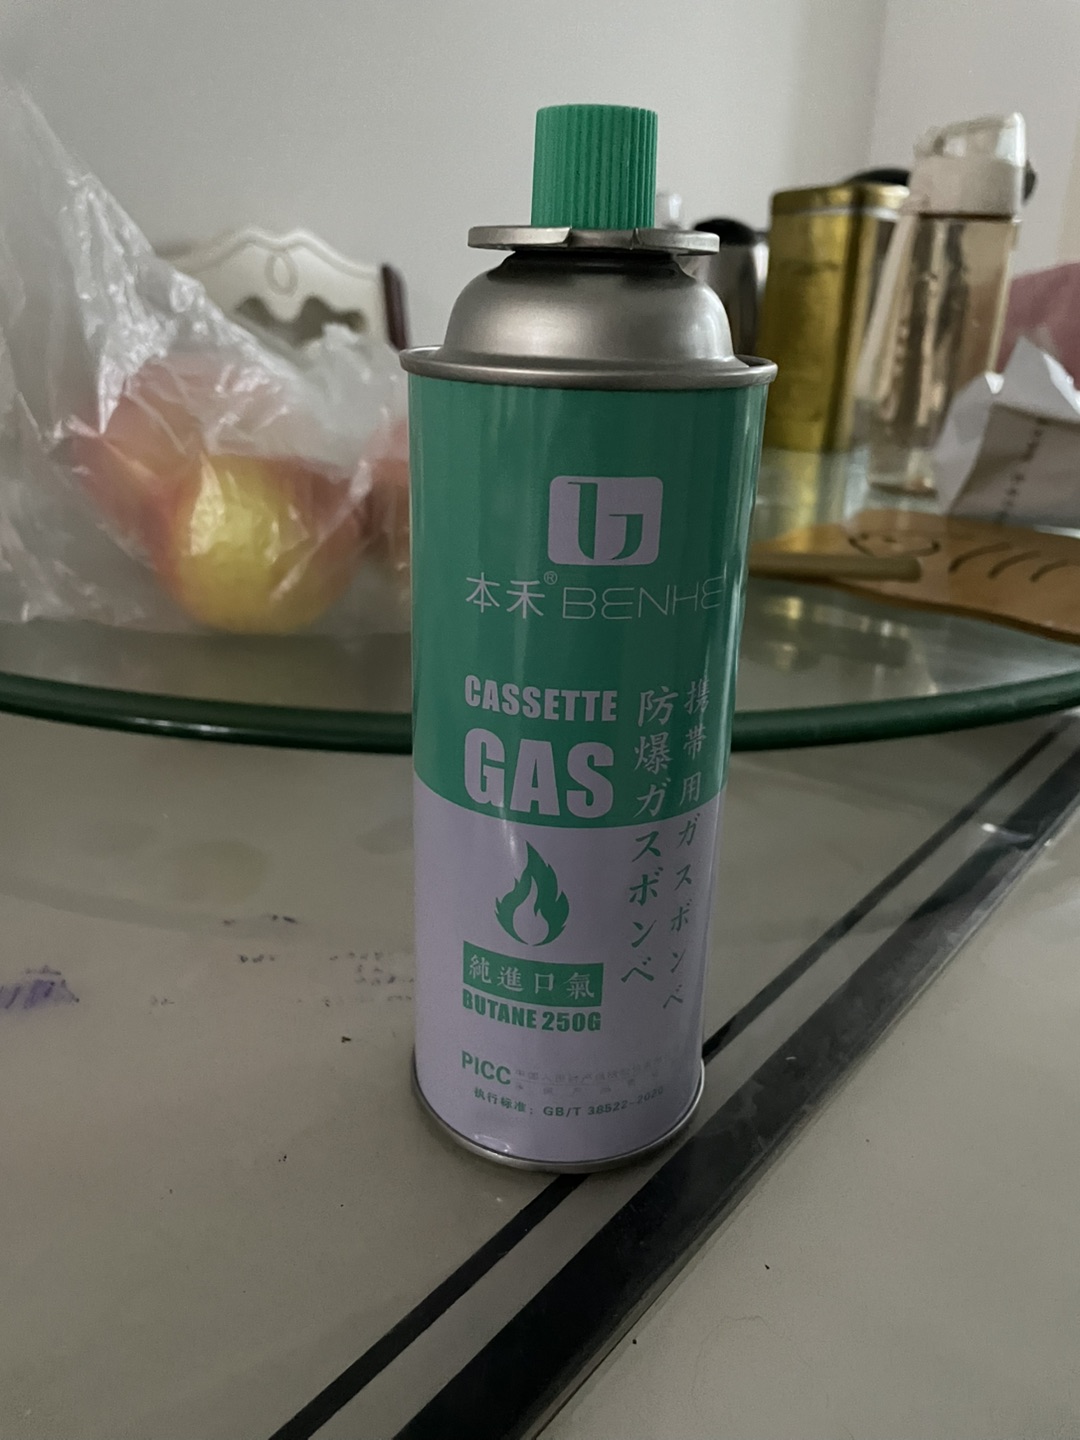 本禾® BENHE
CASSETTE
GAS
防爆ガスボンベ
携帯用ガスボンベ
純進口氣
BUTANE 250G
PICC
执行标准：GB/T 38522-2020